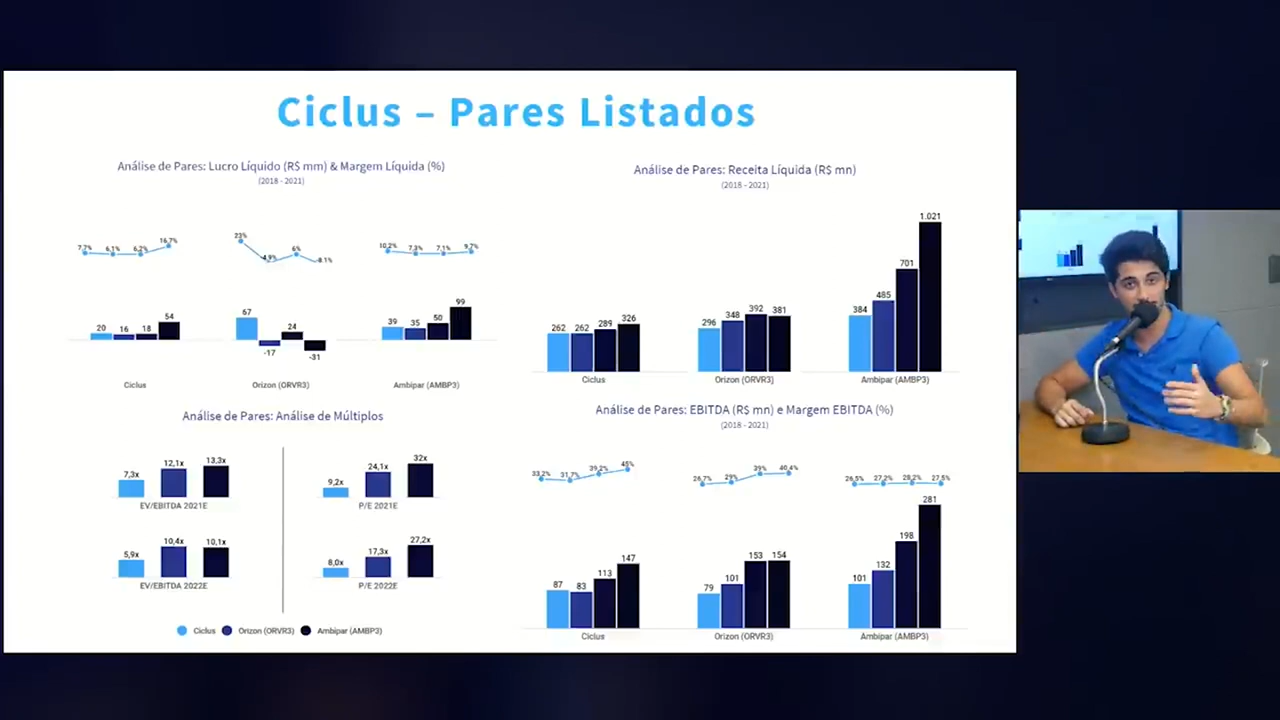 Ciclus – Pares Listados
Análise de Pares: Lucro Líquido (R$ mm) & Margem Líquida (%)
(2018 - 2021)
7,7% 6,1% 6,2% 16,7%
23% -4,9% 6% -8,1%
10,2% 7,3% 7,1% 9,7%
20 16 18 54
67 -17 24 -31
39 35 50 99
Ciclus
Orizon (ORVR3)
Ambipar (AMBP3)
Análise de Pares: Receita Líquida (R$ mn)
(2018 - 2021)
262 262 289 326
296 348 392 381
384 485 701 1.021
Ciclus
Orizon (ORVR3)
Ambipar (AMBP3)
Análise de Pares: Análise de Múltiplos
7,3x 12,1x 13,3x
EV/EBITDA 2021E
9,2x 24,1x 32x
P/E 2021E
5,9x 10,4x 10,1x
EV/EBITDA 2022E
8,0x 17,3x 27,2x
P/E 2022E
Ciclus Orizon (ORVR3) Ambipar (AMBP3)
Análise de Pares: EBITDA (R$ mn) e Margem EBITDA (%)
(2018 - 2021)
33,2% 31,7% 39,2% 45%
26,7% 29% 39% 40,4%
26,5% 27,2% 28,2% 27,5%
87 83 113 147
79 101 153 154
101 132 198 281
Ciclus
Orizon (ORVR3)
Ambipar (AMBP3)